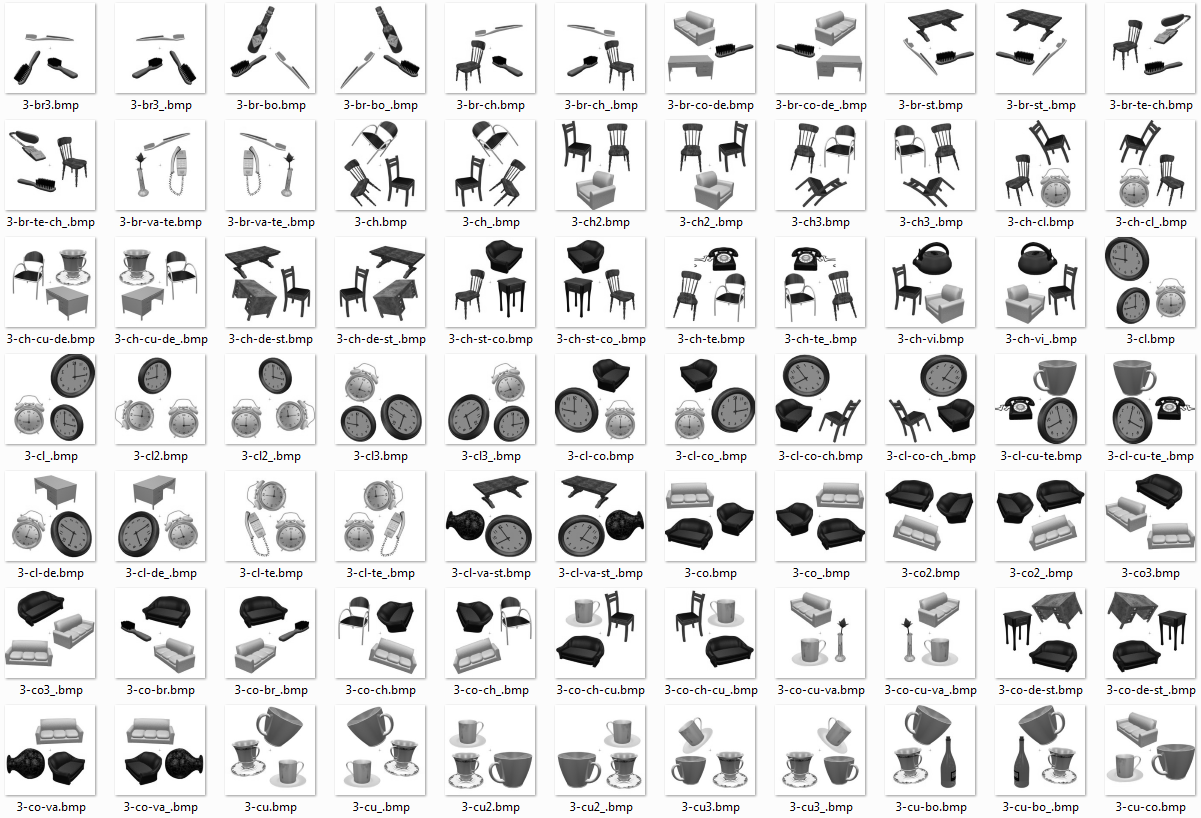 3-br3.bmp 3-br3_.bmp 3-br-bo.bmp 3-br-bo_.bmp 3-br-ch.bmp 3-br-ch_.bmp 3-br-co-de.bmp 3-br-co-de_.bmp 3-br-st.bmp 3-br-st_.bmp 3-br-te-ch.bmp
3-br-te-ch_.bmp 3-br-va-te.bmp 3-br-va-te_.bmp 3-ch.bmp 3-ch_.bmp 3-ch2.bmp 3-ch2_.bmp 3-ch3.bmp 3-ch3_.bmp 3-ch-cl.bmp 3-ch-cl_.bmp
3-ch-cu-de.bmp 3-ch-cu-de_.bmp 3-ch-de-st.bmp 3-ch-de-st_.bmp 3-ch-st-co.bmp 3-ch-st-co_.bmp 3-ch-te.bmp 3-ch-te_.bmp 3-ch-vi.bmp 3-ch-vi_.bmp 3-cl.bmp
3-cl_.bmp 3-cl2.bmp 3-cl2_.bmp 3-cl3.bmp 3-cl3_.bmp 3-cl-co.bmp 3-cl-co_.bmp 3-cl-co-ch.bmp 3-cl-co-ch_.bmp 3-cl-cu-te.bmp 3-cl-cu-te_.bmp
3-cl-de.bmp 3-cl-de_.bmp 3-cl-te.bmp 3-cl-te_.bmp 3-cl-va-st.bmp 3-cl-va-st_.bmp 3-co.bmp 3-co_.bmp 3-co2.bmp 3-co2_.bmp 3-co3.bmp
3-co3_.bmp 3-co-br.bmp 3-co-br_.bmp 3-co-ch.bmp 3-co-ch_.bmp 3-co-ch-cu.bmp 3-co-ch-cu_.bmp 3-co-cu-va.bmp 3-co-cu-va_.bmp 3-co-de-st.bmp 3-co-de-st_.bmp
3-co-va.bmp 3-co-va_.bmp 3-cu.bmp 3-cu_.bmp 3-cu2.bmp 3-cu2_.bmp 3-cu3.bmp 3-cu3_.bmp 3-cu-bo.bmp 3-cu-bo_.bmp 3-cu-co.bmp